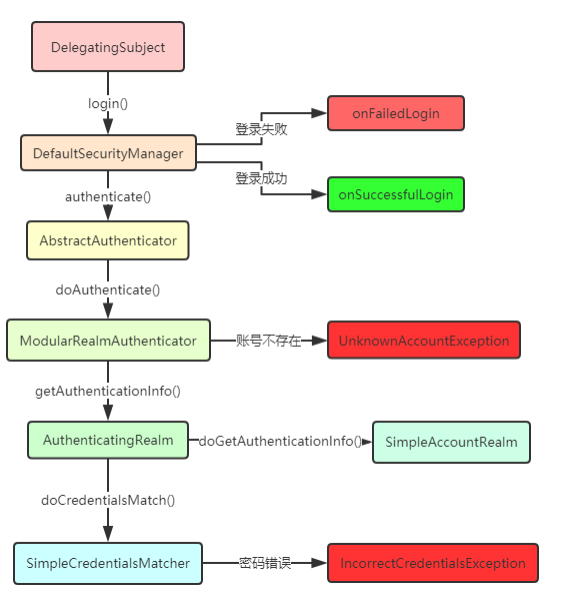 DelegatingSubject
login()
onFailedLogin
登录失败
DefaultSecurityManager
登录成功
onSuccessfulLogin
authenticate()
AbstractAuthenticator
doAuthenticate()
ModularRealmAuthenticator
账号不存在
UnknownAccountException
getAuthenticationInfo()
AuthenticatingRealm
doGetAuthenticationInfo()
SimpleAccountRealm
doCredentialsMatch()
SimpleCredentialsMatcher
密码错误
IncorrectCredentialsException